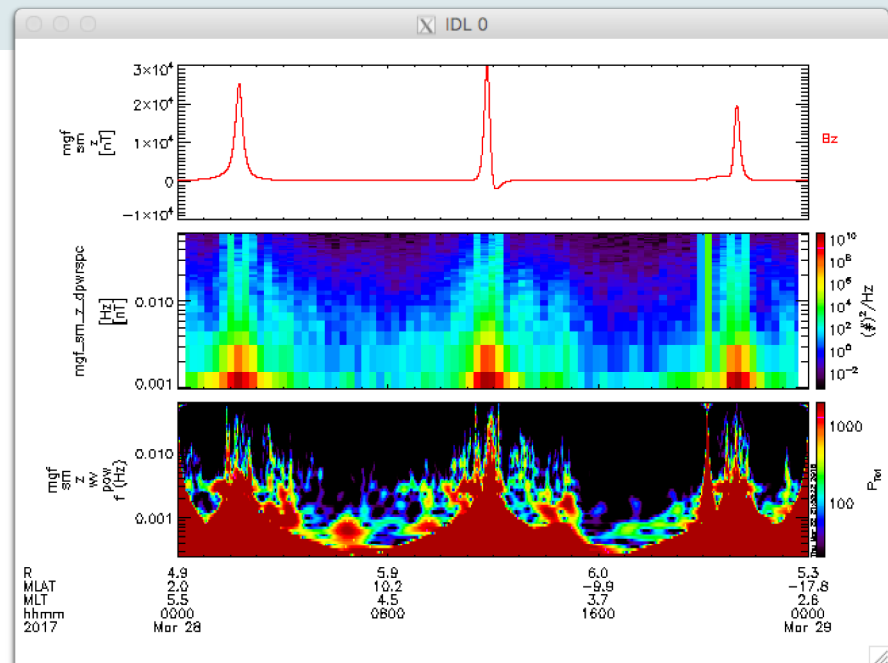 IDL 0
3×10⁴
2×10⁴
1×10⁴
0
−1×10⁴
mgf
sm
z
[nT]
Bz
mgf_sm_z_dpwrspc
[Hz]
[nT]
0.010
0.001
10¹⁰
10⁸
10⁶
10⁴
10²
10⁰
10⁻²
(#)²/Hz
mgf
sm
z
wv
pow
f (Hz)
0.010
0.001
1000
100
P_Tot
R 4.9 5.9 6.0 5.3
MLAT 2.0 10.2 −9.9 −17.8
MLT 5.5 4.5 3.7 2.6
hhmm 0000 0800 1600 0000
2017 Mar 28 Mar 29